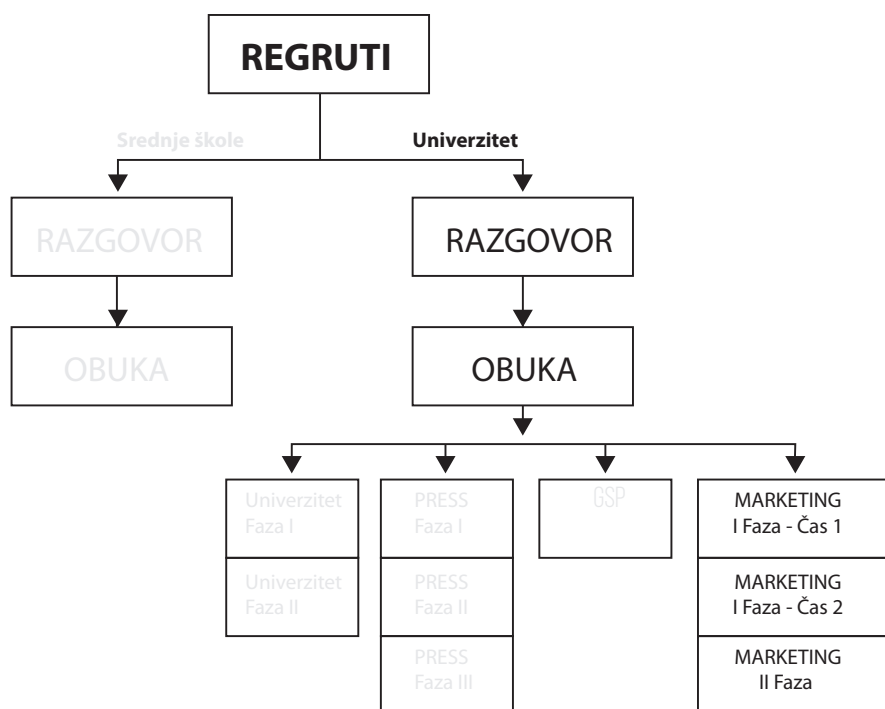 REGRUTI
Srednje škole
Univerzitet
RAZGOVOR
RAZGOVOR
OBUKA
OBUKA
Univerzitet
Faza I
PRESS
Faza I
GSP
MARKETING
I Faza - Čas 1
Univerzitet
Faza II
PRESS
Faza II
MARKETING
I Faza - Čas 2
PRESS
Faza III
MARKETING
II Faza